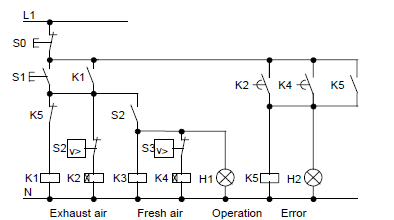 L1
S0
S1 K1 K2 K4 K5
K5 S2
S2 v> S3 v>
K1 K2 K3 K4 H1 K5 H2
N
Exhaust air Fresh air Operation Error